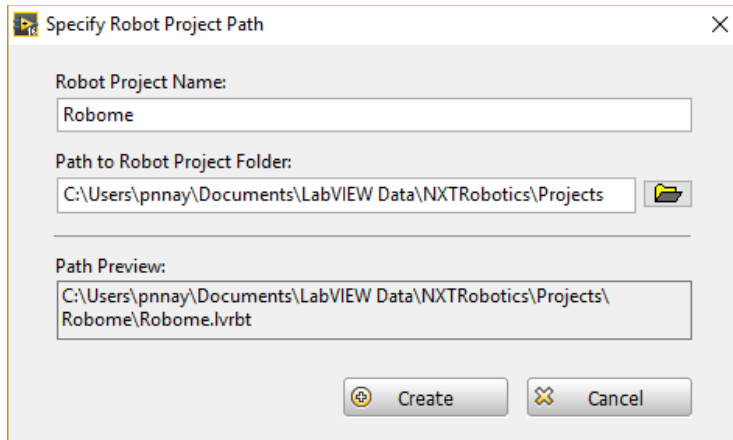 Specify Robot Project Path
Robot Project Name:
Robome
Path to Robot Project Folder:
C:\Users\pnnay\Documents\LabVIEW Data\NXTRobotics\Projects
Path Preview:
C:\Users\pnnay\Documents\LabVIEW Data\NXTRobotics\Projects\
Robome\Robome.lvrbt
Create
Cancel